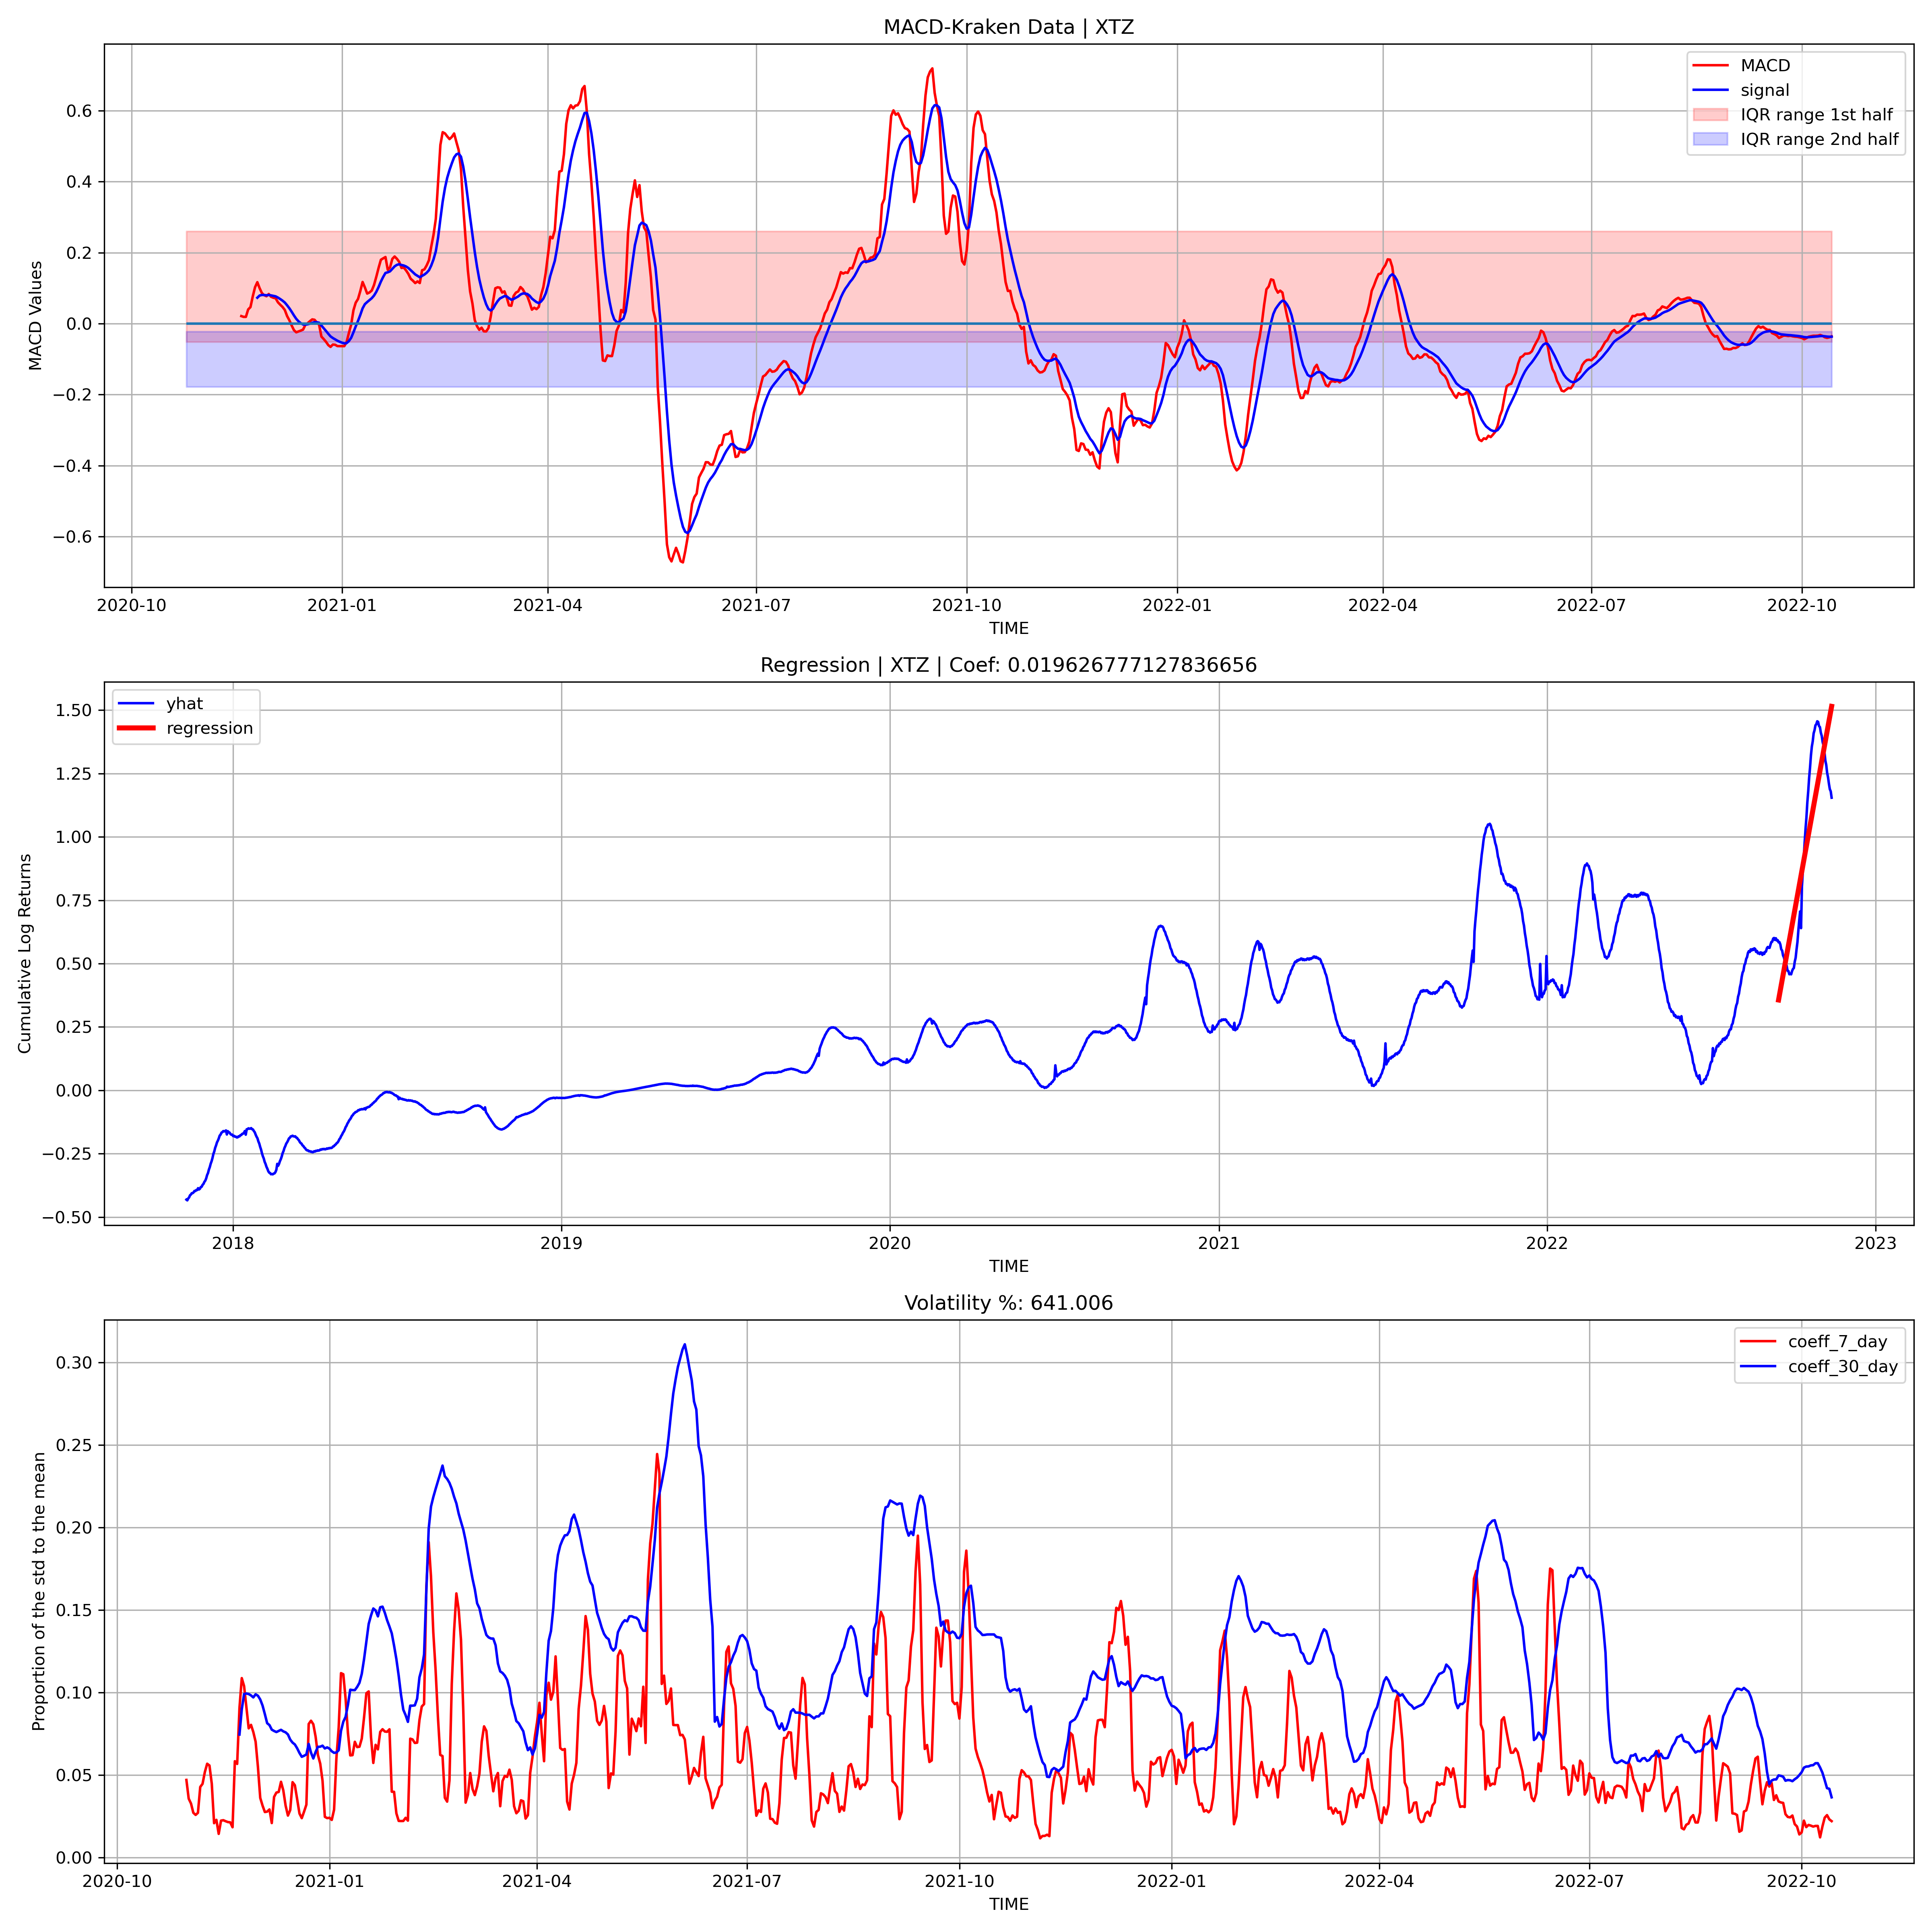 MACD-Kraken Data | XTZ
MACD
signal
IQR range 1st half
IQR range 2nd half
0.6
0.4
0.2
0.0
−0.2
−0.4
−0.6
MACD Values
2020-10 2021-01 2021-04 2021-07 2021-10 2022-01 2022-04 2022-07 2022-10
TIME
Regression | XTZ | Coef: 0.019626777127836656
yhat
regression
1.50
1.25
1.00
0.75
0.50
0.25
0.00
−0.25
−0.50
Cumulative Log Returns
2018 2019 2020 2021 2022 2023
TIME
Volatility %: 641.006
coeff_7_day
coeff_30_day
0.30
0.25
0.20
0.15
0.10
0.05
0.00
Proportion of the std to the mean
2020-10 2021-01 2021-04 2021-07 2021-10 2022-01 2022-04 2022-07 2022-10
TIME